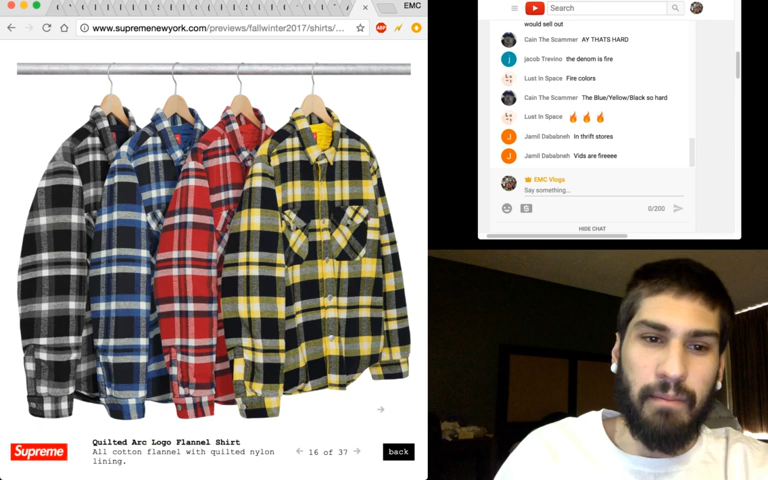 EMC
www.supremenewyork.com/previews/fallwinter2017/shirts/...
ABP
Quilted Arc Logo Flannel Shirt
All cotton flannel with quilted nylon
lining.
Supreme
16 of 37
back
Search
would sell out
Cain The Scammer AY THATS HARD
j
jacob Trevino the denom is fire
Lust In Space Fire colors
Cain The Scammer The Blue/Yellow/Black so hard
Lust In Space 🔥 🔥 🔥
J
Jamil Dababneh In thrift stores
J
Jamil Dababneh Vids are fireeee
EMC Vlogs
Say something...
$
0/200
HIDE CHAT